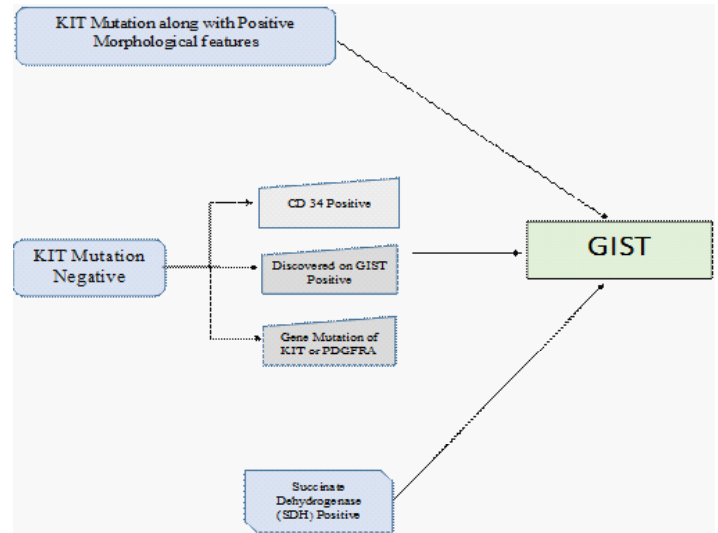 KIT Mutation along with Positive
Morphological features
CD 34 Positive
KIT Mutation
Negative
Discovered on GIST
Positive
GIST
Gene Mutation of
KIT or PDGFRA
Succinate
Dehydrogenase
(SDH) Positive